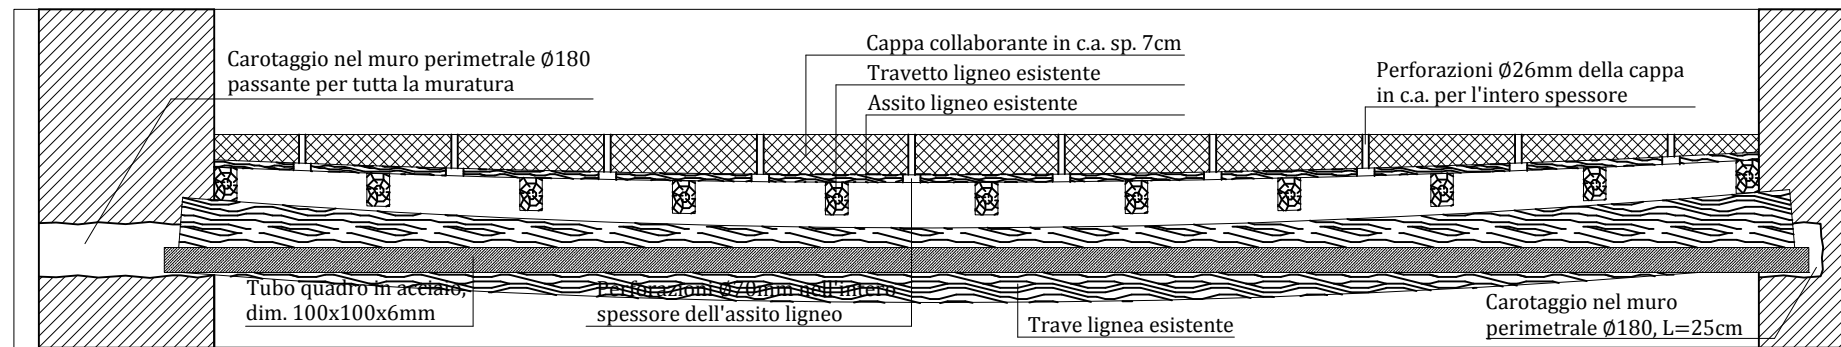 Carotaggio nel muro perimetrale Ø180
passante per tutta la muratura
Cappa collaborante in c.a. sp. 7cm
Travetto ligneo esistente
Assito ligneo esistente
Perforazioni Ø26mm della cappa
in c.a. per l'intero spessore
Tubo quadro in acciaio,
dim. 100x100x6mm
Perforazioni Ø70mm nell'intero
spessore dell'assito ligneo
Trave lignea esistente
Carotaggio nel muro
perimetrale Ø180, L=25cm